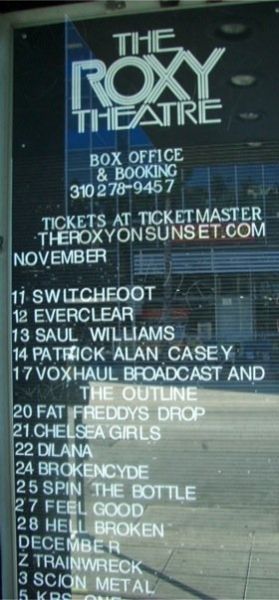 THE
ROXY
THEATRE
BOX OFFICE
& BOOKING
310 278-9457
TICKETS AT TICKETMASTER
THEROXYONSUNSET.COM
NOVEMBER
11 SWITCHFOOT
12 EVERCLEAR
13 SAUL WILLIAMS
14 PATRICK ALAN CASEY
17 VOXHAUL BROADCAST AND
THE OUTLINE
20 FAT FREDDYS DROP
21 CHELSEA GIRLS
22 DILANA
24 BROKENCYDE
25 SPIN THE BOTTLE
27 FEEL GOOD
28 HELL BROKEN
DECEMBER
Z TRAINWRECK
3 SCION METAL
5 KRS ONE